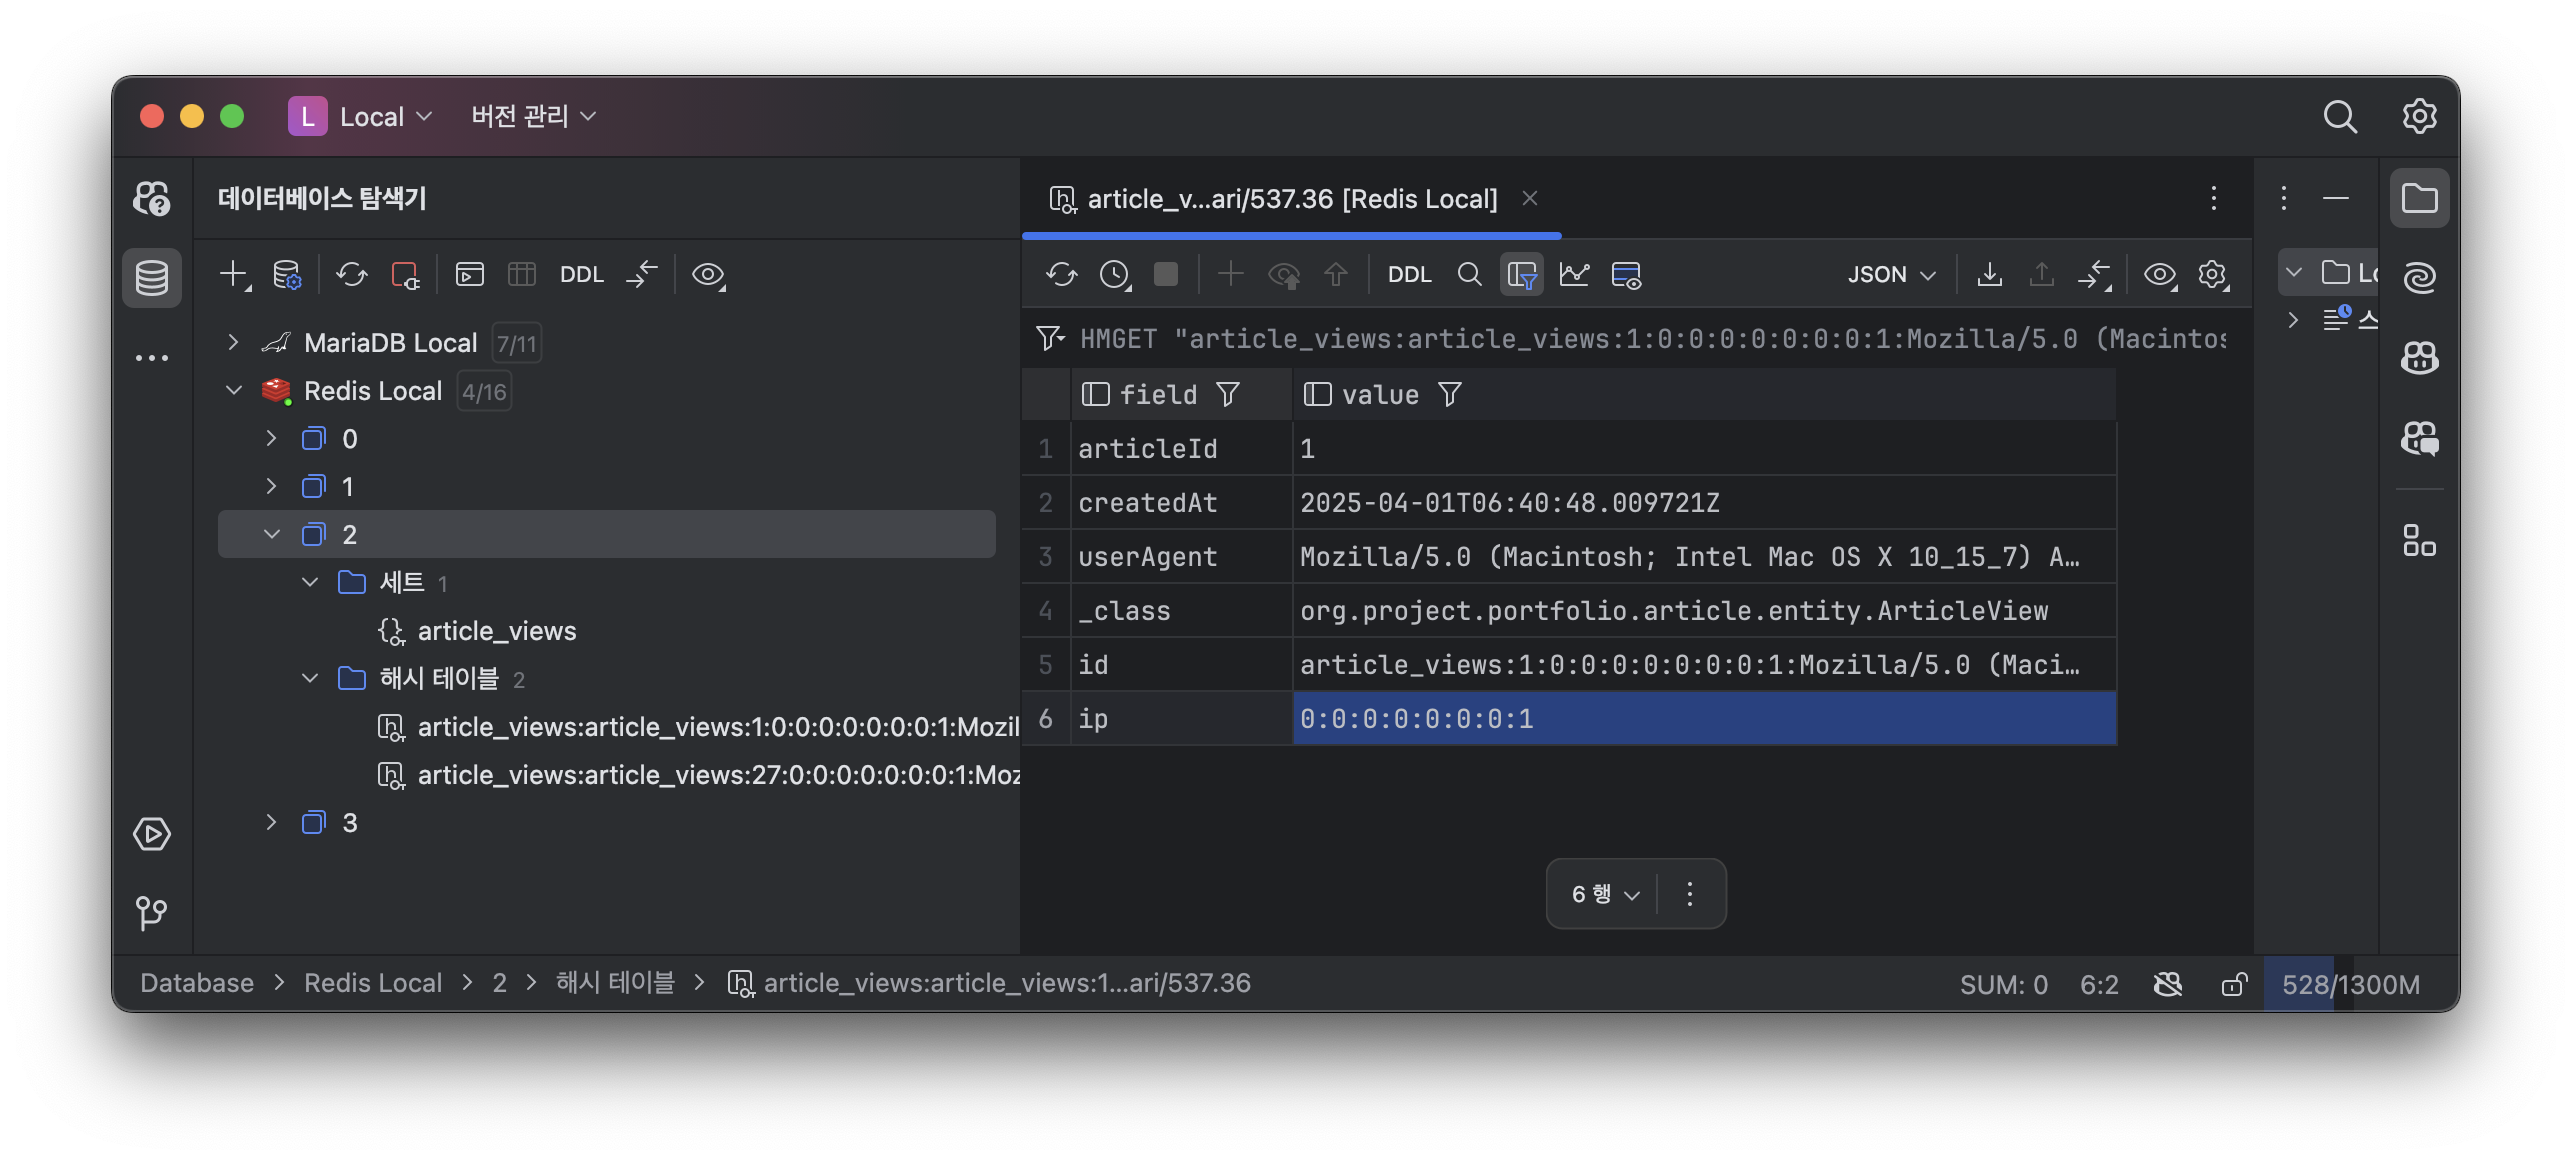 L Local 버전 관리
데이터베이스 탐색기
DDL
MariaDB Local 7/11
Redis Local 4/16
0
1
2
세트 1
article_views
해시 테이블 2
article_views:article_views:1:0:0:0:0:0:0:0:1:Mozil
article_views:article_views:27:0:0:0:0:0:0:0:1:Moz
3
article_v...ari/537.36 [Redis Local]
DDL JSON
HMGET "article_views:article_views:1:0:0:0:0:0:0:0:1:Mozilla/5.0 (Macintos
field value
1 articleId 1
2 createdAt 2025-04-01T06:40:48.009721Z
3 userAgent Mozilla/5.0 (Macintosh; Intel Mac OS X 10_15_7) A…
4 _class org.project.portfolio.article.entity.ArticleView
5 id article_views:1:0:0:0:0:0:0:0:1:Mozilla/5.0 (Maci…
6 ip 0:0:0:0:0:0:0:1
6 행
Lo
스
Database > Redis Local > 2 > 해시 테이블 > article_views:article_views:1...ari/537.36
SUM: 0 6:2 528/1300M